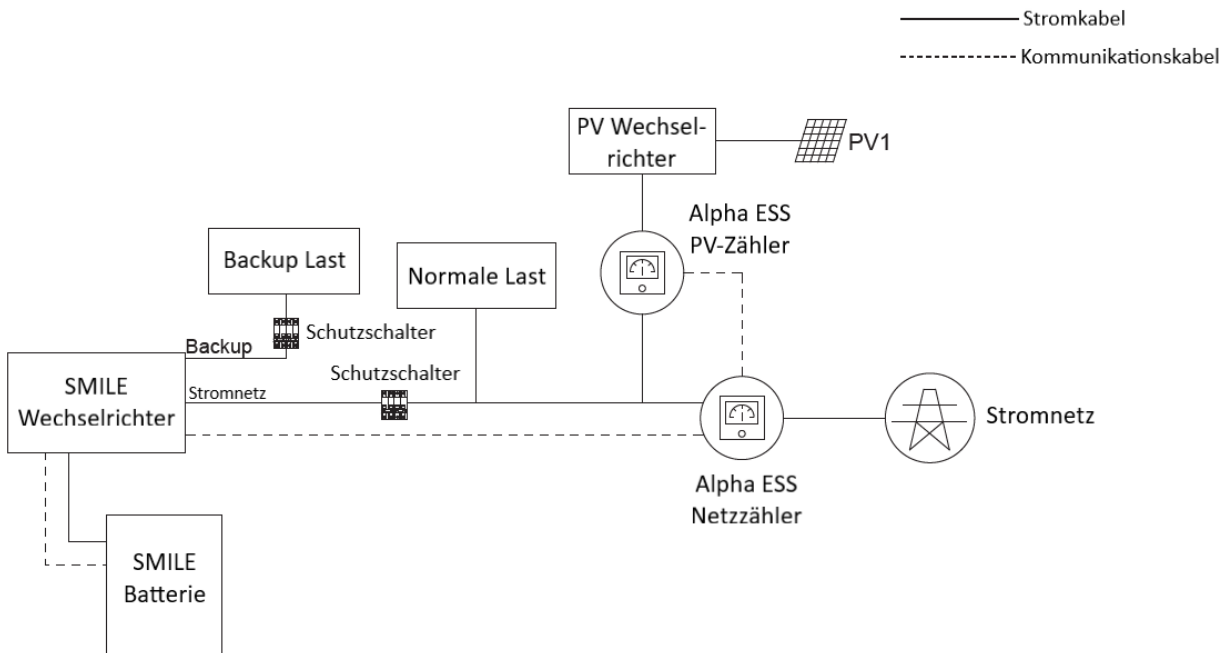 Stromkabel
Kommunikationskabel
PV Wechsel-
richter
PV1
Alpha ESS
PV-Zähler
Backup Last
Normale Last
Schutzschalter
Backup
Schutzschalter
SMILE
Wechselrichter
Stromnetz
Stromnetz
Alpha ESS
Netzzähler
SMILE
Batterie